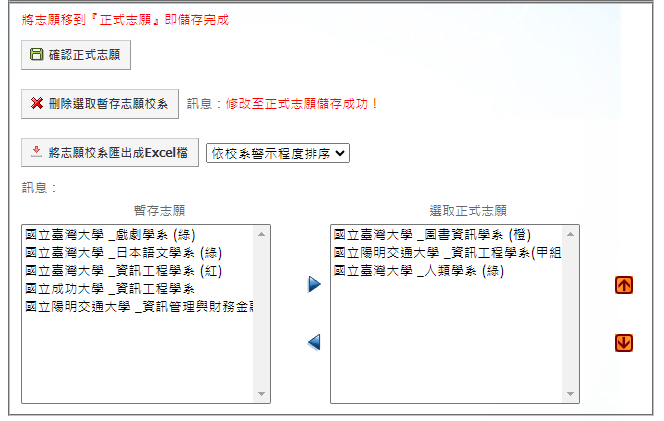 將志願移到『正式志願』即儲存完成
確認正式志願
刪除選取暫存志願校系 訊息：修改至正式志願儲存成功！
將志願校系匯出成Excel檔 依校系警示程度排序
訊息：
暫存志願
國立臺灣大學 _戲劇學系 (綠)
國立臺灣大學 _日本語文學系 (綠)
國立臺灣大學 _資訊工程學系 (紅)
國立成功大學 _資訊工程學系
國立陽明交通大學 _資訊管理與財務金
選取正式志願
國立臺灣大學 _圖書資訊學系 (橙)
國立陽明交通大學 _資訊工程學系(甲組
國立臺灣大學 _人類學系 (綠)